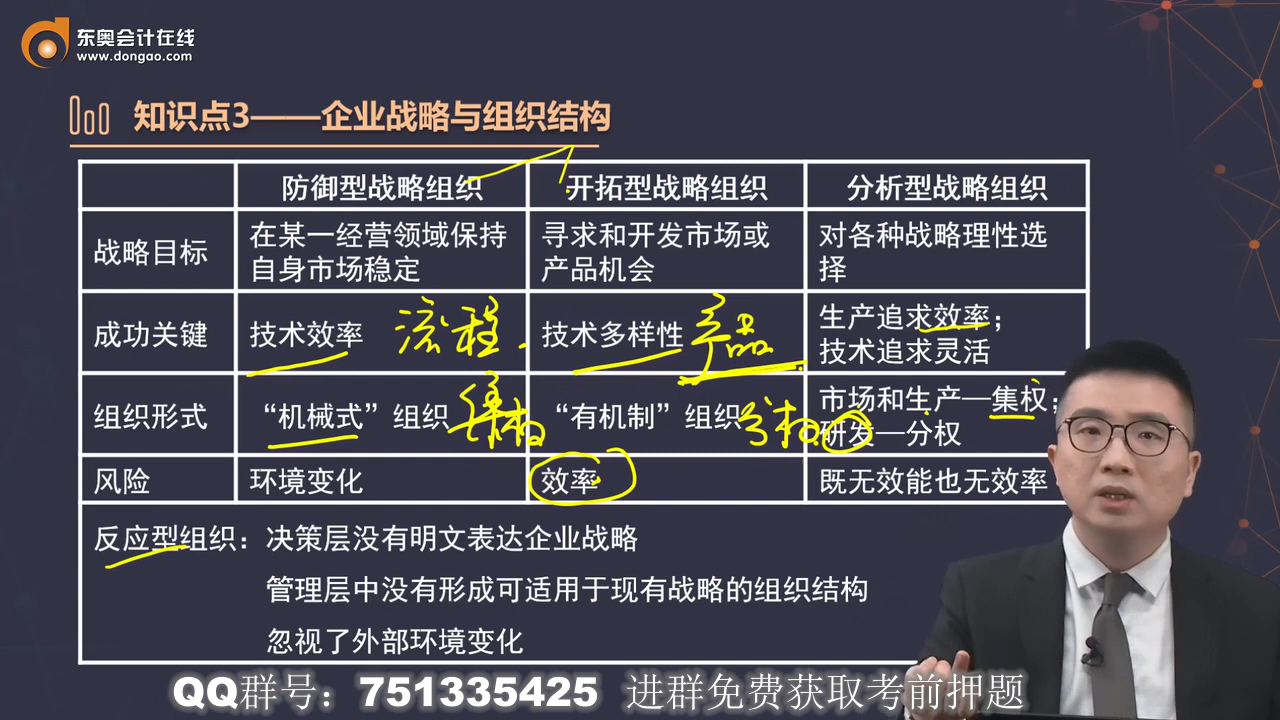 东奥会计在线
www.dongao.com
知识点3——企业战略与组织结构
防御型战略组织 开拓型战略组织 分析型战略组织
战略目标
在某一经营领域保持
自身市场稳定
寻求和开发市场或
产品机会
对各种战略理性选
择
成功关键
技术效率 流程
技术多样性 产品
生产追求效率；
技术追求灵活
组织形式
“机械式”组织 集权
“有机制”组织 分权
市场和生产—集权；
研发—分权
风险 环境变化 效率 既无效能也无效率
反应型组织：决策层没有明文表达企业战略
管理层中没有形成可适用于现有战略的组织结构
忽视了外部环境变化
QQ群号：751335425 进群免费获取考前押题